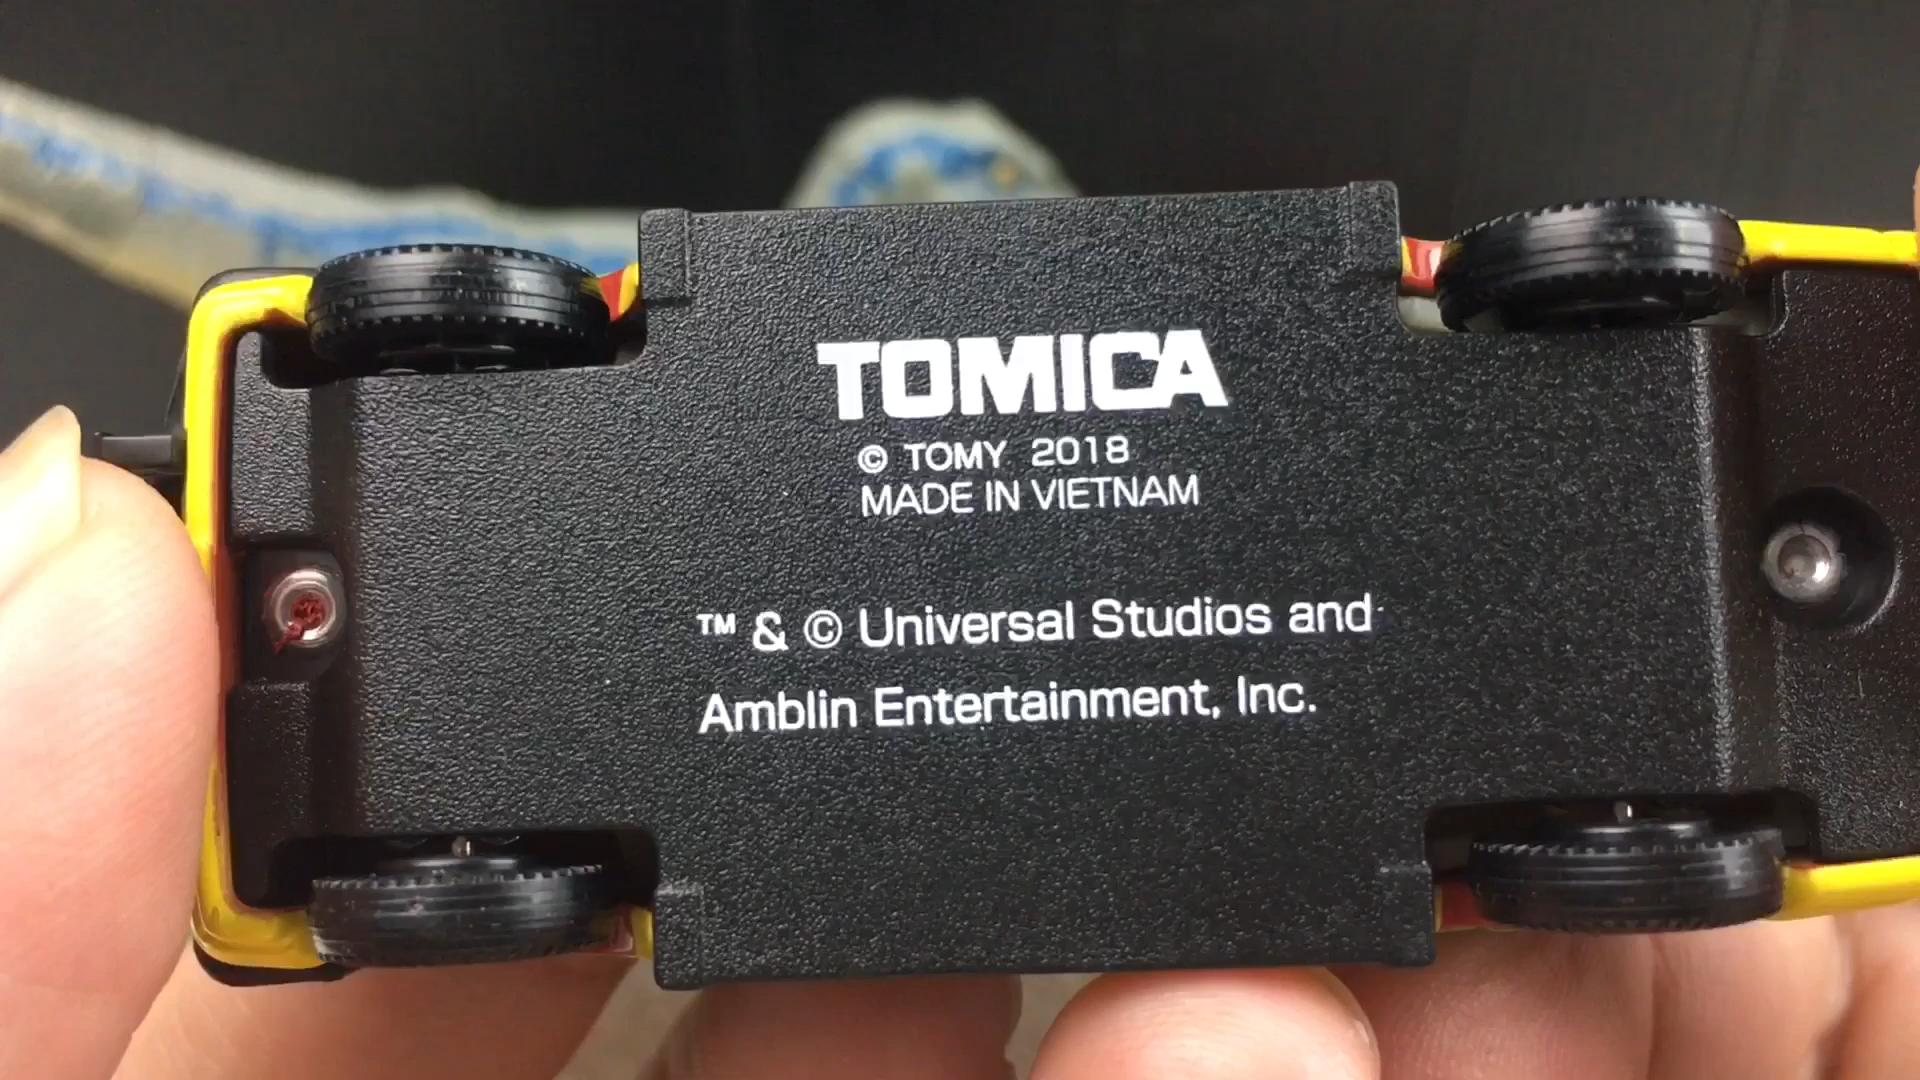 TOMICA
© TOMY 2018
MADE IN VIETNAM
™ & © Universal Studios and
Amblin Entertainment, Inc.